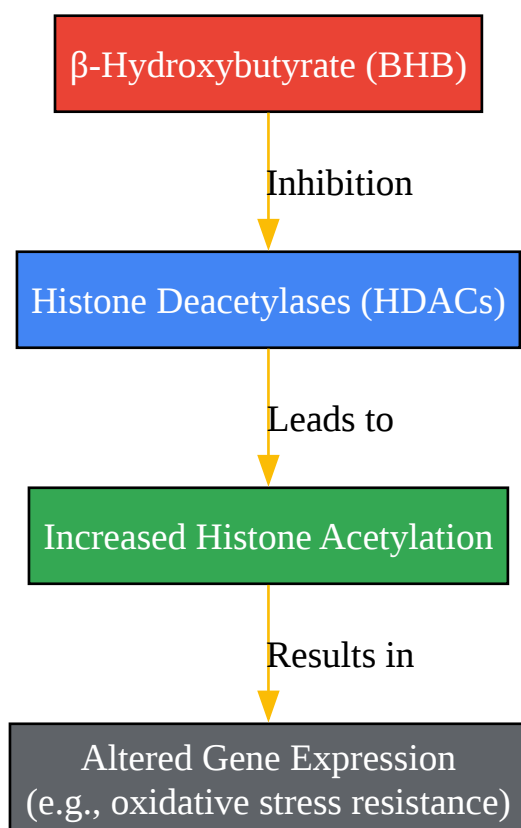 β-Hydroxybutyrate (BHB)
Inhibition
Histone Deacetylases (HDACs)
Leads to
Increased Histone Acetylation
Results in
Altered Gene Expression
(e.g., oxidative stress resistance)